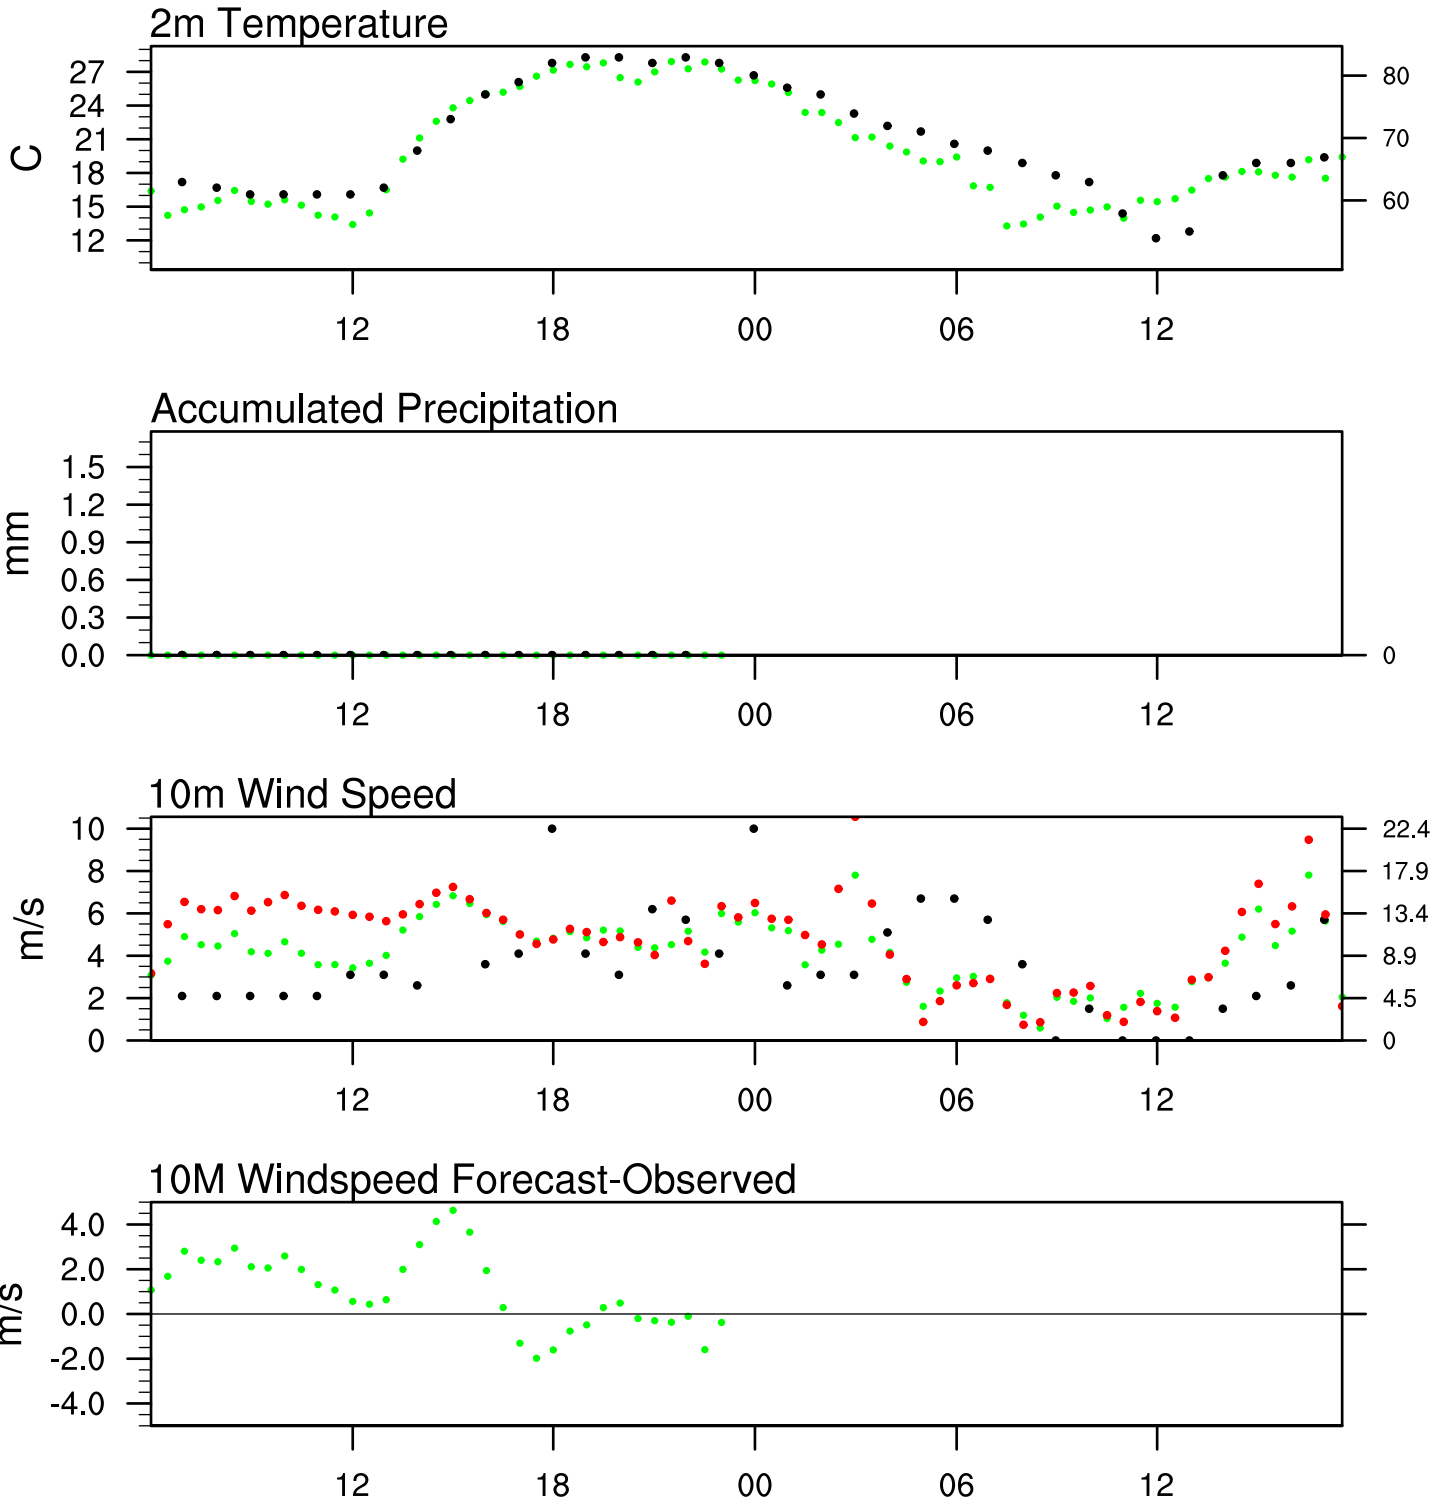 2m Temperature
27
24
21
18
15
12
C
80
70
60
12 18 00 06 12
Accumulated Precipitation
1.5
1.2
0.9
0.6
0.3
0.0
mm
0
12 18 00 06 12
10m Wind Speed
10
8
6
4
2
0
m/s
22.4
17.9
13.4
8.9
4.5
0
12 18 00 06 12
10M Windspeed Forecast-Observed
4.0
2.0
0.0
-2.0
-4.0
m/s
12 18 00 06 12